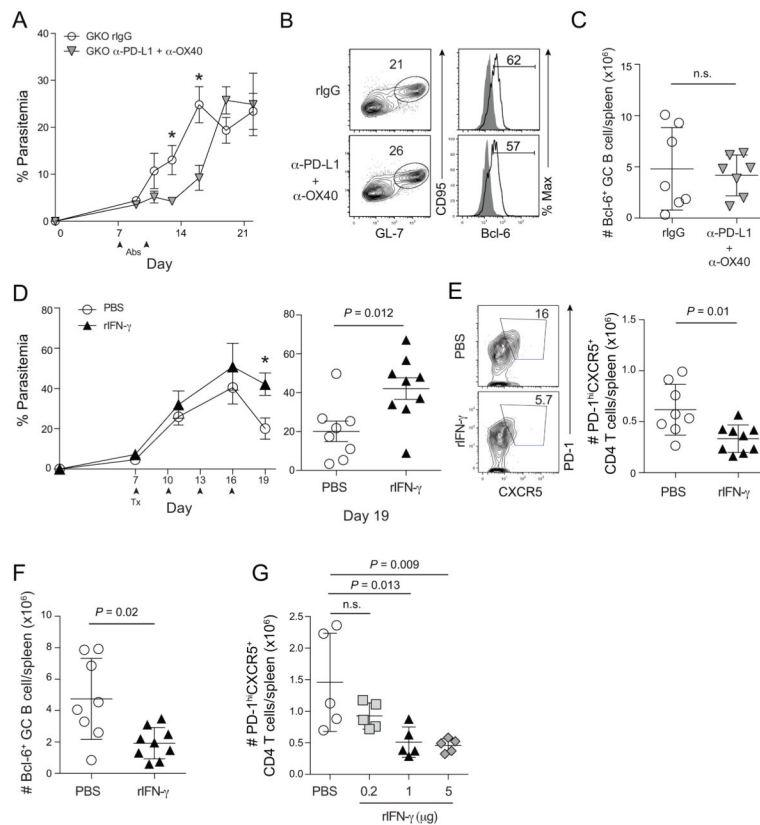 A
GKO rIgG
GKO α-PD-L1 + α-OX40
% Parasitemia
40
30
20
10
0
*
*
0
7
14
21
Abs
Day
B
rIgG
α-PD-L1
+
α-OX40
21
26
CD95
GL-7
62
57
% Max
Bcl-6
C
# Bcl-6⁺ GC B cell/spleen (x10⁶)
15
10
5
0
n.s.
rIgG
α-PD-L1
+
α-OX40
D
PBS
rIFN-γ
% Parasitemia
80
60
40
20
0
*
7
10
13
16
19
Tx
Day
P = 0.012
80
60
40
20
0
PBS
rIFN-γ
Day 19
E
PBS
rIFN-γ
16
5.7
PD-1
CXCR5
# PD-1ʰⁱCXCR5⁺
CD4 T cells/spleen (x10⁶)
1.5
1.0
0.5
0.0
P = 0.01
PBS
rIFN-γ
F
# Bcl-6⁺ GC B cell/spleen (x10⁶)
10
8
6
4
2
0
P = 0.02
PBS
rIFN-γ
G
# PD-1ʰⁱCXCR5⁺
CD4 T cells/spleen (x10⁶)
2.5
2.0
1.5
1.0
0.5
0.0
P = 0.009
P = 0.013
n.s.
PBS
0.2
1
5
rIFN-γ (μg)